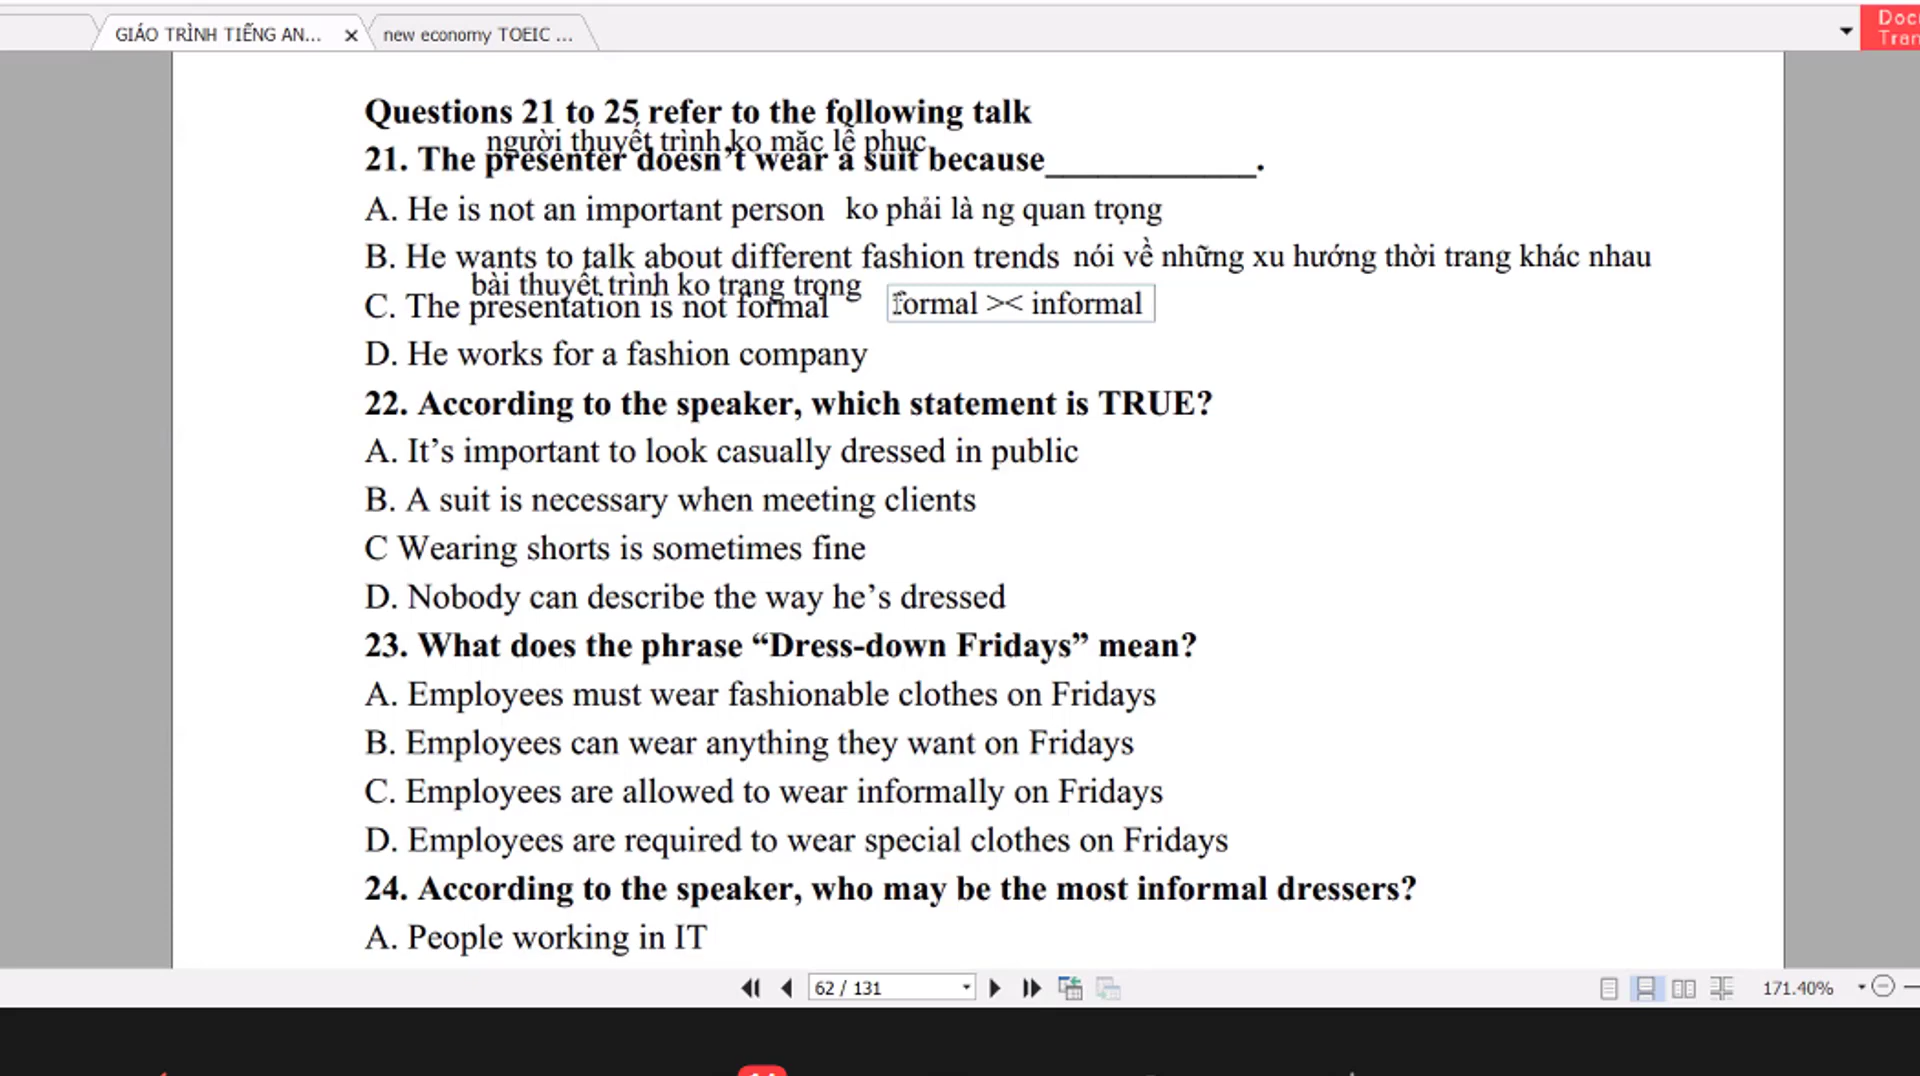 GIÁO TRÌNH TIẾNG AN...
new economy TOEIC ...
Questions 21 to 25 refer to the following talk
người thuyết trình ko mặc lễ phục
21. The presenter doesn't wear a suit because____________.
A. He is not an important person ko phải là ng quan trọng
B. He wants to talk about different fashion trends nói về những xu hướng thời trang khác nhau
bài thuyết trình ko trang trọng
C. The presentation is not formal formal >< informal
D. He works for a fashion company
22. According to the speaker, which statement is TRUE?
A. It’s important to look casually dressed in public
B. A suit is necessary when meeting clients
C Wearing shorts is sometimes fine
D. Nobody can describe the way he’s dressed
23. What does the phrase “Dress-down Fridays” mean?
A. Employees must wear fashionable clothes on Fridays
B. Employees can wear anything they want on Fridays
C. Employees are allowed to wear informally on Fridays
D. Employees are required to wear special clothes on Fridays
24. According to the speaker, who may be the most informal dressers?
A. People working in IT
62 / 131
171.40%